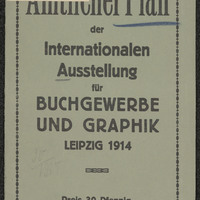 Amtlicher Plan
der
Internationalen
Ausstellung
für
BUCHGEWERBE
UND GRAPHIK
LEIPZIG 1914
Preis 30 Pfennig